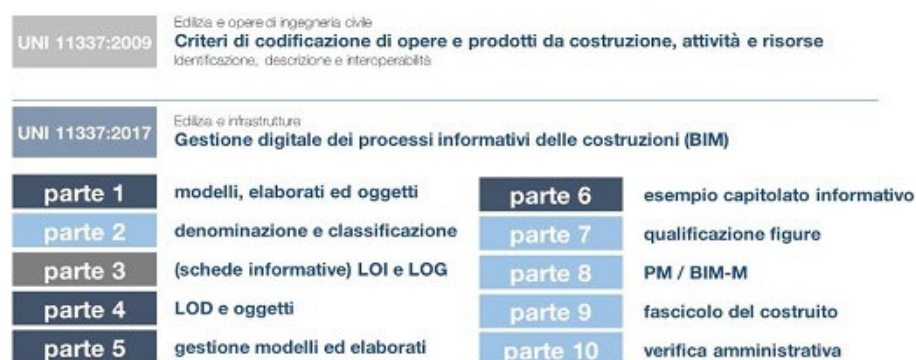 UNI 11337:2009
Edilizia e opere di ingegneria civile
Criteri di codificazione di opere e prodotti da costruzione, attività e risorse
Identificazione, descrizione e interoperabilità
UNI 11337:2017
Edilizia e infrastrutture
Gestione digitale dei processi informativi delle costruzioni (BIM)
parte 1 modelli, elaborati ed oggetti
parte 2 denominazione e classificazione
parte 3 (schede informative) LOI e LOG
parte 4 LOD e oggetti
parte 5 gestione modelli ed elaborati
parte 6 esempio capitolato informativo
parte 7 qualificazione figure
parte 8 PM / BIM-M
parte 9 fascicolo del costruito
parte 10 verifica amministrativa